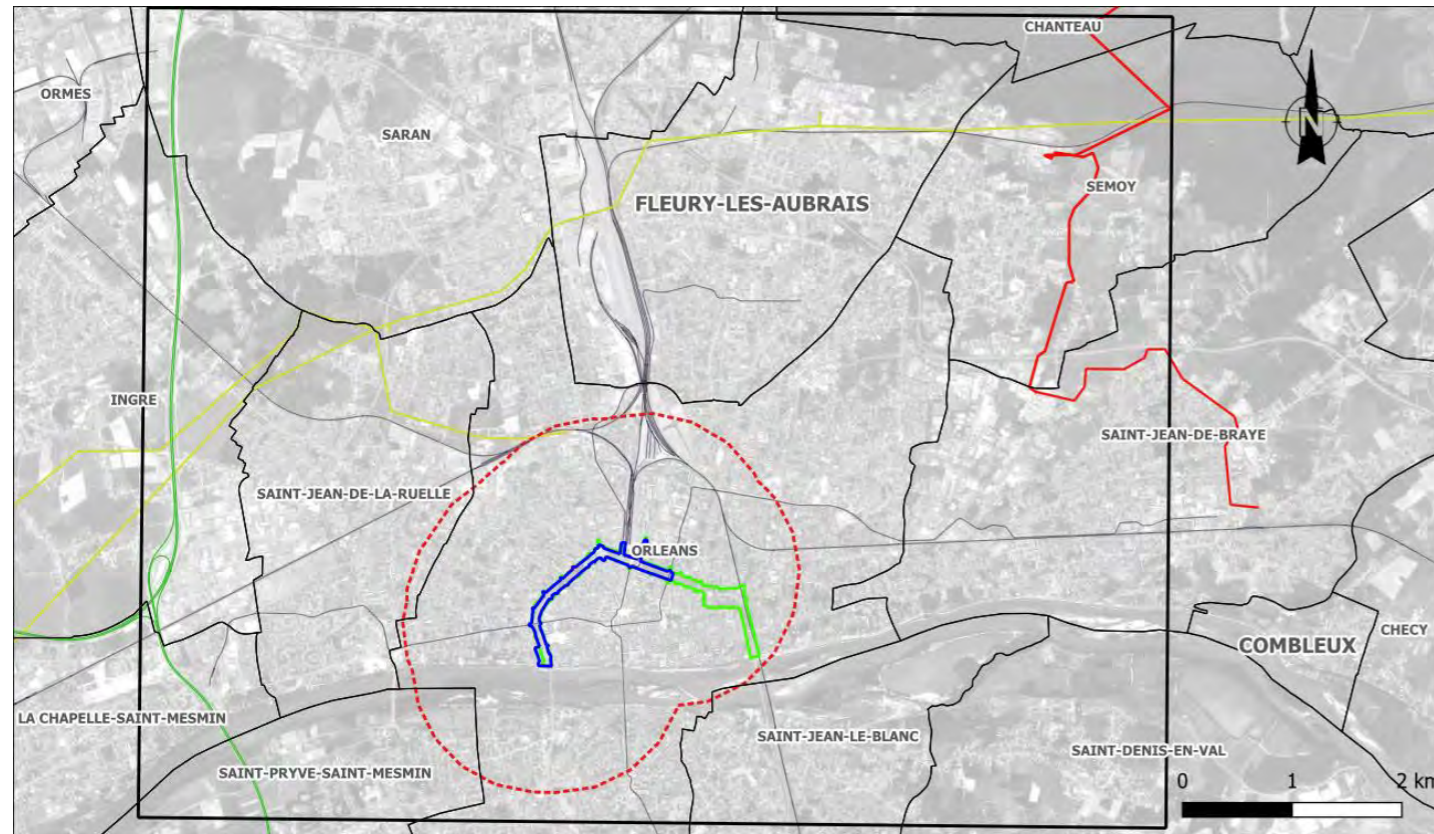 CHANTEAU
ORMES
N
SARAN
SEMOY
FLEURY-LES-AUBRAIS
INGRE
SAINT-JEAN-DE-BRAYE
SAINT-JEAN-DE-LA-RUELLE
ORLEANS
CHECY
COMBLEUX
LA CHAPELLE-SAINT-MESMIN
SAINT-JEAN-LE-BLANC
SAINT-DENIS-EN-VAL
SAINT-PRYVE-SAINT-MESMIN
0 1 2 km